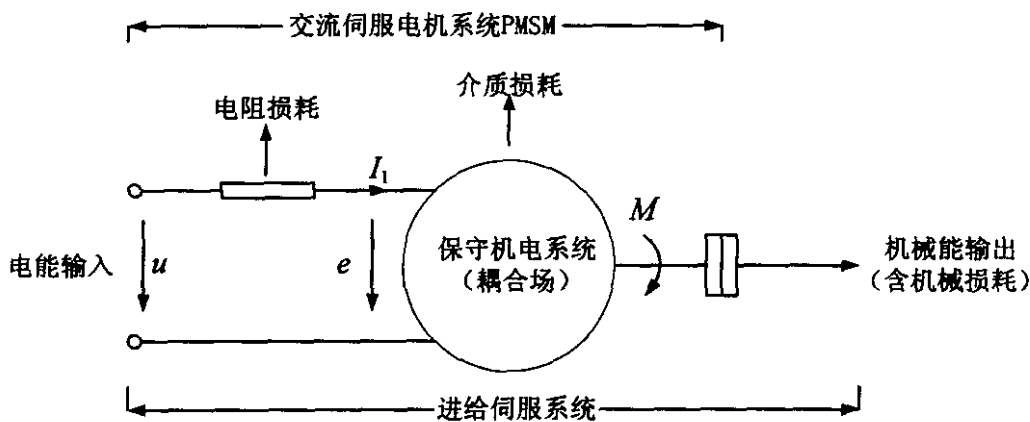 交流伺服电机系统PMSM
介质损耗
电阻损耗
I₁
M
电能输入
u
e
保守机电系统
（耦合场）
机械能输出
（含机械损耗）
进给伺服系统